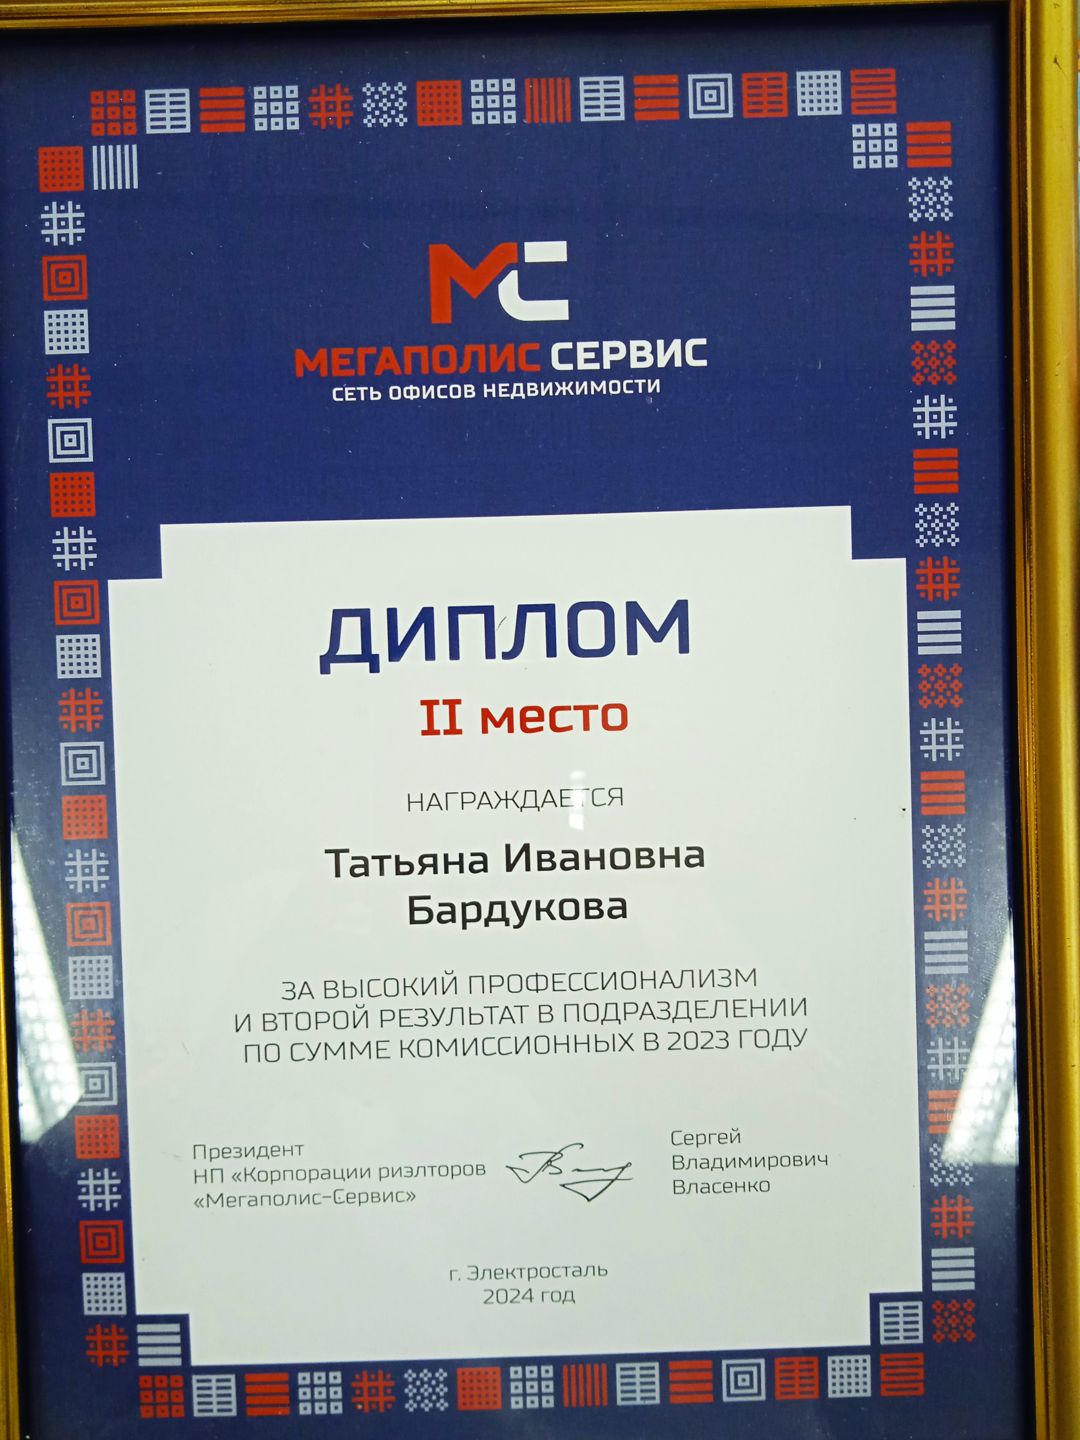 МС
МЕГАПОЛИС СЕРВИС
СЕТЬ ОФИСОВ НЕДВИЖИМОСТИ
ДИПЛОМ
II место
НАГРАЖДАЕТСЯ
Татьяна Ивановна
Бардукова
ЗА ВЫСОКИЙ ПРОФЕССИОНАЛИЗМ
И ВТОРОЙ РЕЗУЛЬТАТ В ПОДРАЗДЕЛЕНИИ
ПО СУММЕ КОМИССИОННЫХ В 2023 ГОДУ
Президент
НП «Корпорации риэлторов
«Мегаполис-Сервис»
Сергей
Владимирович
Власенко
г. Электросталь
2024 год